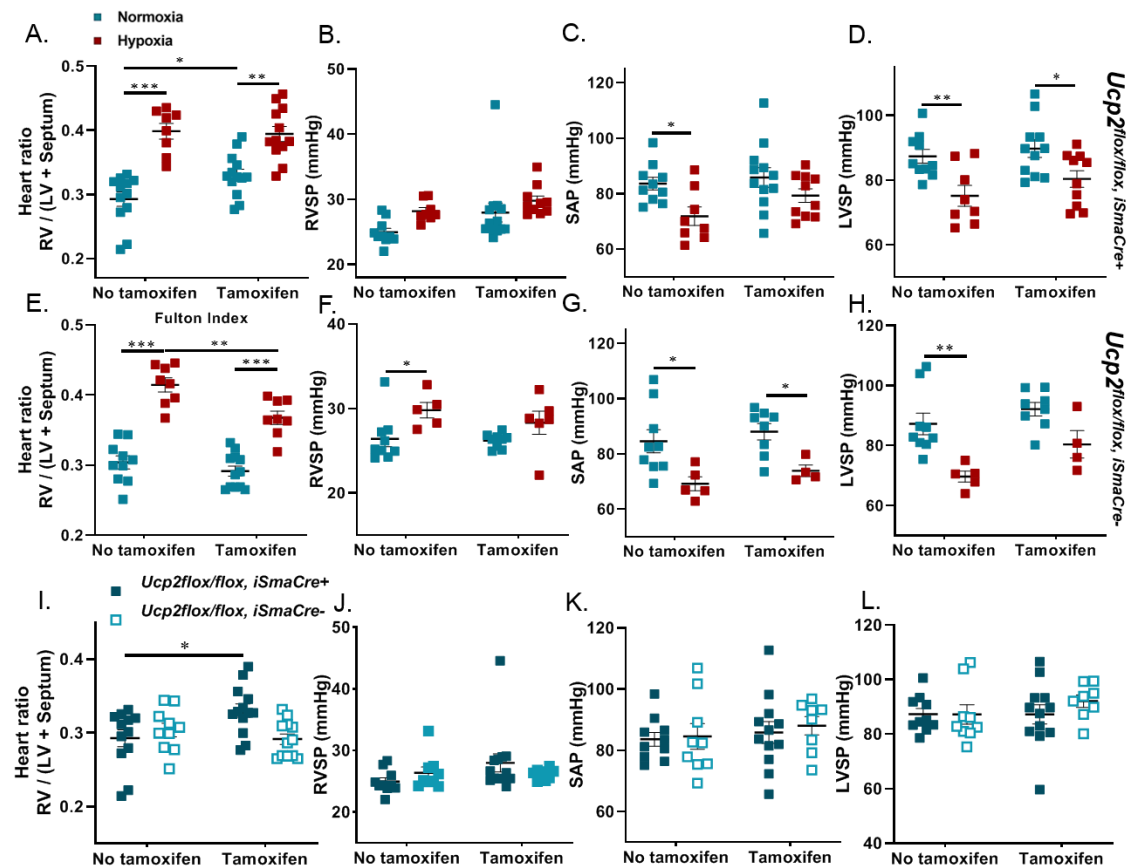 Normoxia
Hypoxia
A.
B.
C.
D.
0.5
0.4
0.3
0.2
Heart ratio
RV / (LV + Septum)
*
***
**
No tamoxifen
Tamoxifen
50
40
30
20
RVSP (mmHg)
No tamoxifen
Tamoxifen
120
100
80
60
SAP (mmHg)
*
No tamoxifen
Tamoxifen
100
80
60
LVSP (mmHg)
**
*
No tamoxifen
Tamoxifen
Ucp2flox/flox, iSmaCre+
E.
F.
G.
H.
Fulton Index
0.5
0.4
0.3
0.2
Heart ratio
RV / (LV + Septum)
***
**
***
No tamoxifen
Tamoxifen
40
30
20
RVSP (mmHg)
*
No tamoxifen
Tamoxifen
120
100
80
60
SAP (mmHg)
*
*
No tamoxifen
Tamoxifen
120
100
80
60
LVSP (mmHg)
**
No tamoxifen
Tamoxifen
Ucp2flox/flox, iSmaCre-
I.
Ucp2flox/flox, iSmaCre+
Ucp2flox/flox, iSmaCre-
J.
K.
L.
0.5
0.4
0.3
0.2
Heart ratio
RV / (LV + Septum)
*
No tamoxifen
Tamoxifen
50
40
30
20
RVSP (mmHg)
No tamoxifen
Tamoxifen
120
100
80
60
SAP (mmHg)
No tamoxifen
Tamoxifen
120
100
80
60
40
LVSP (mmHg)
No tamoxifen
Tamoxifen